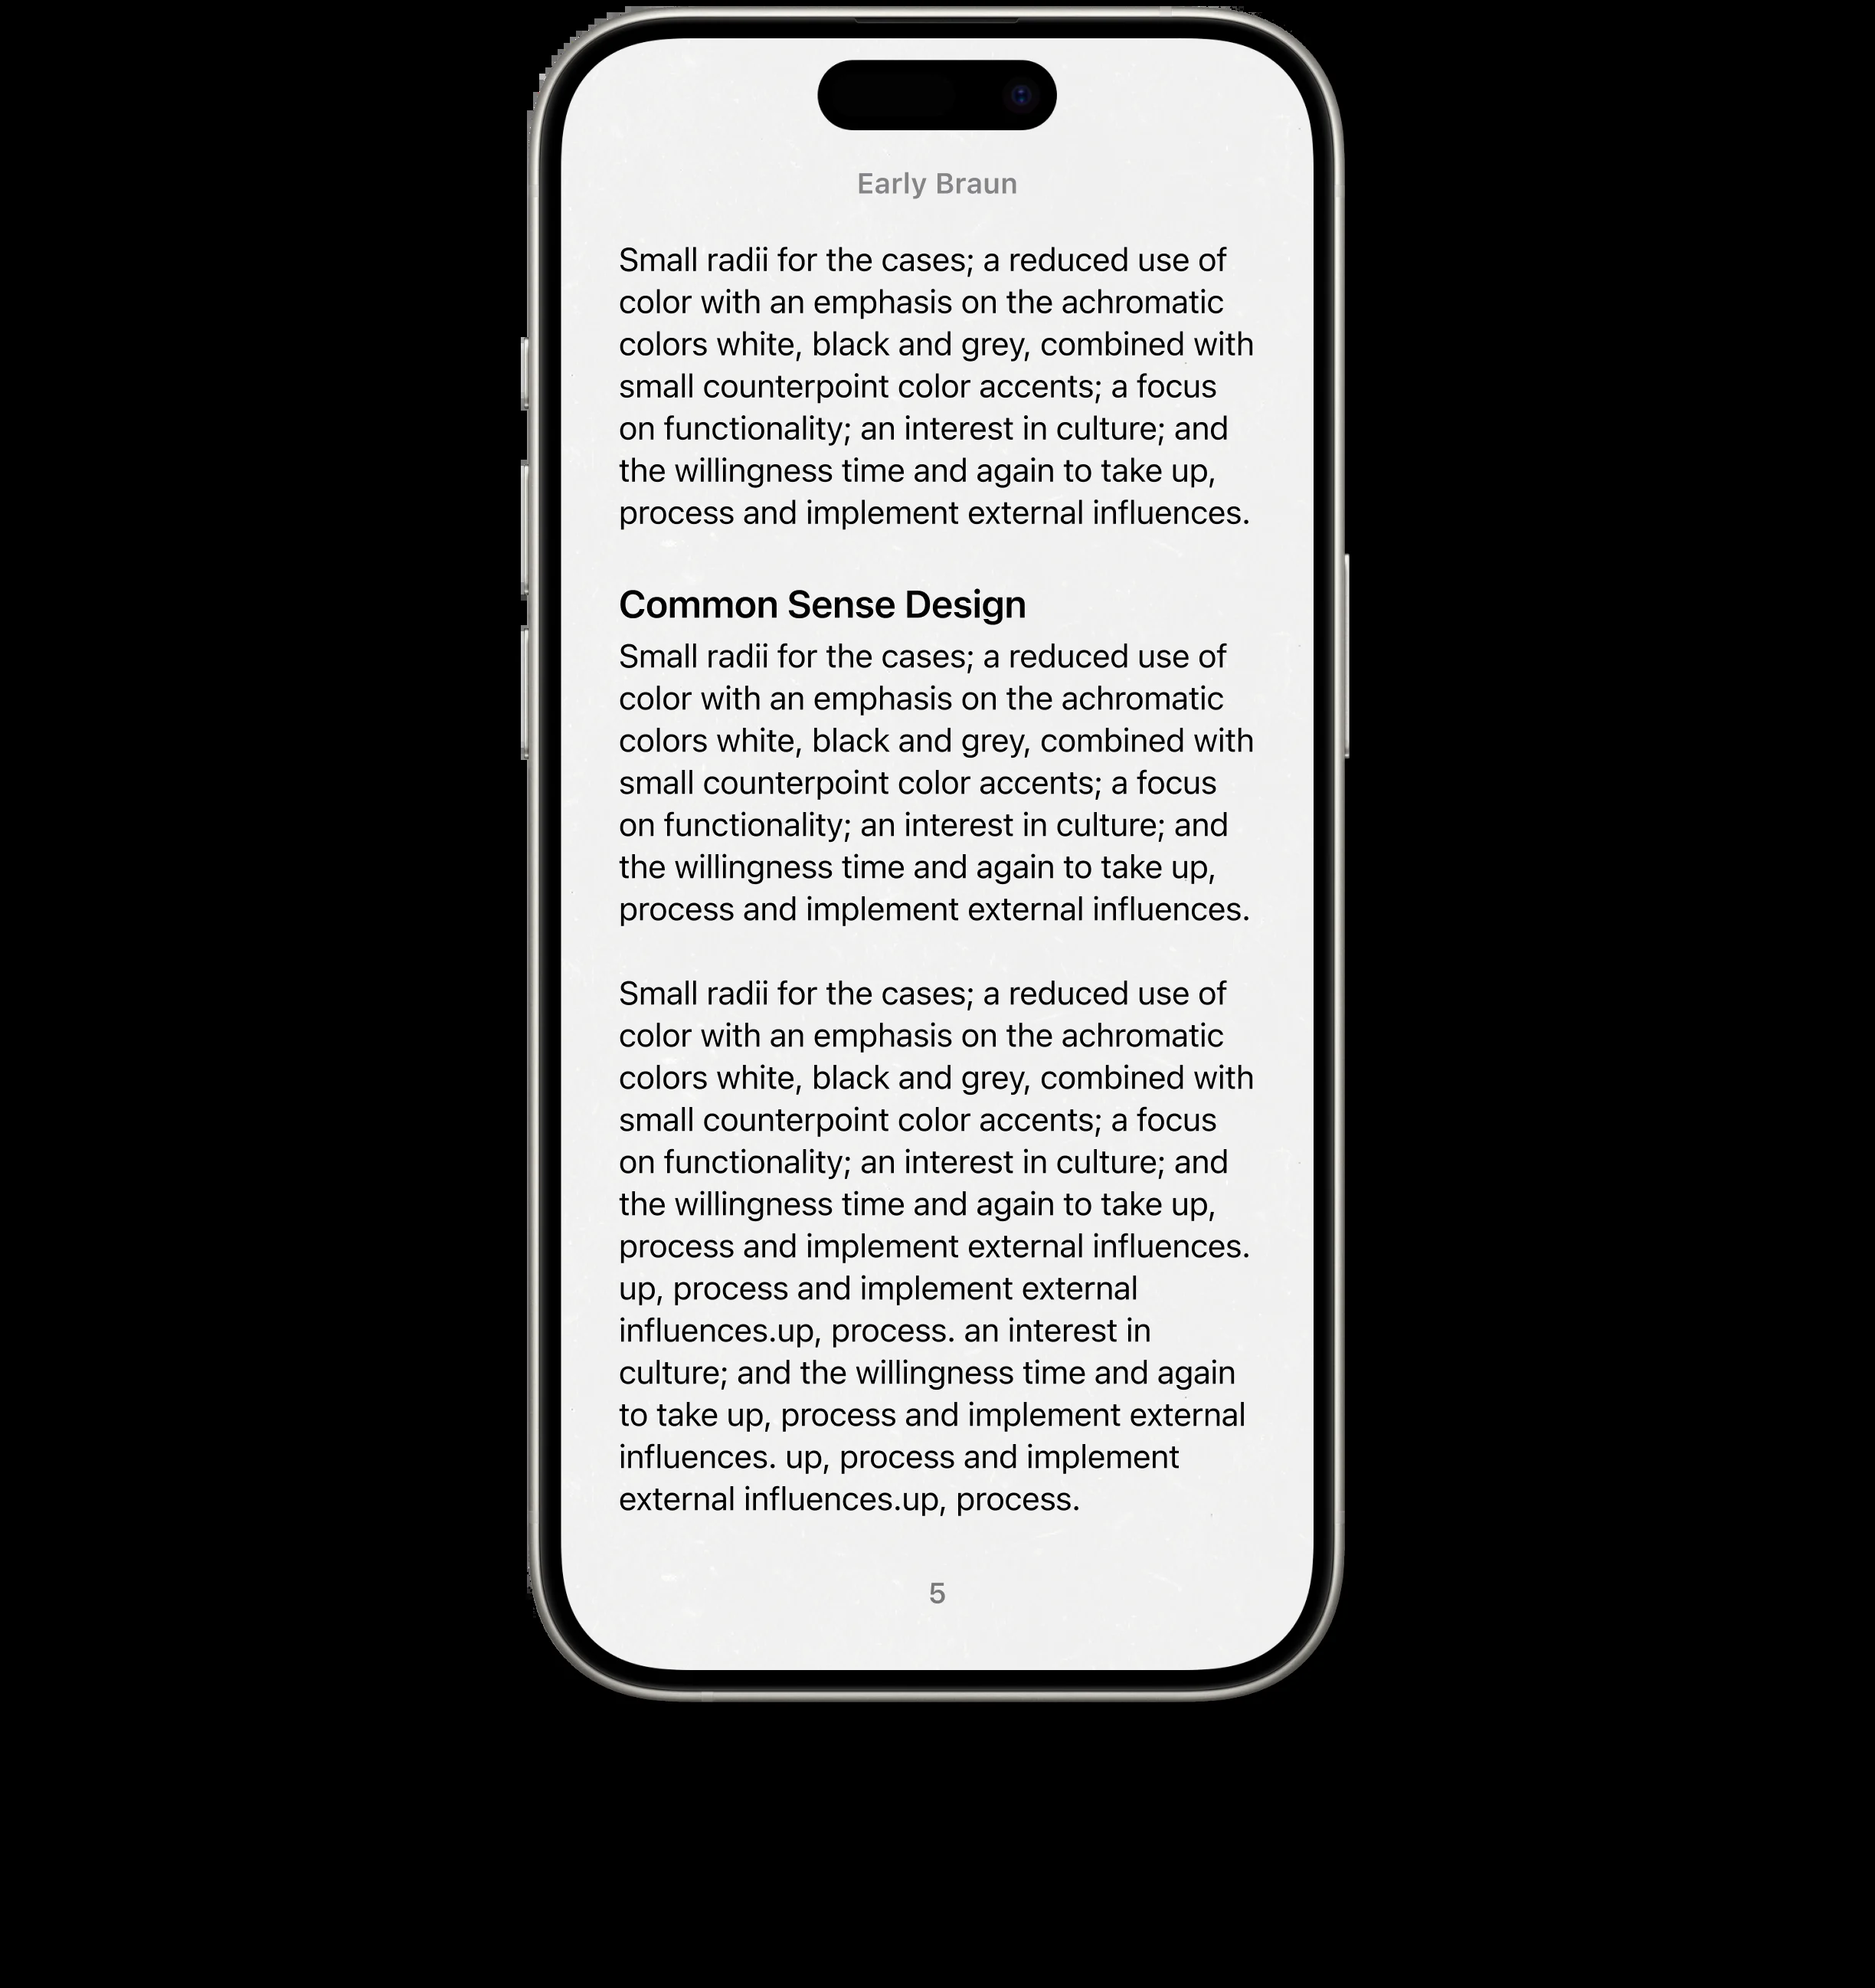 Early Braun
Small radii for the cases; a reduced use of
color with an emphasis on the achromatic
colors white, black and grey, combined with
small counterpoint color accents; a focus
on functionality; an interest in culture; and
the willingness time and again to take up,
process and implement external influences.
Common Sense Design
Small radii for the cases; a reduced use of
color with an emphasis on the achromatic
colors white, black and grey, combined with
small counterpoint color accents; a focus
on functionality; an interest in culture; and
the willingness time and again to take up,
process and implement external influences.
Small radii for the cases; a reduced use of
color with an emphasis on the achromatic
colors white, black and grey, combined with
small counterpoint color accents; a focus
on functionality; an interest in culture; and
the willingness time and again to take up,
process and implement external influences.
up, process and implement external
influences.up, process. an interest in
culture; and the willingness time and again
to take up, process and implement external
influences. up, process and implement
external influences.up, process.
5